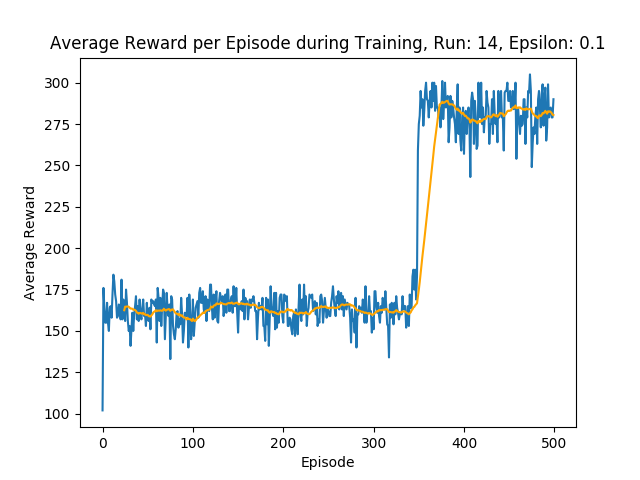 Average Reward per Episode during Training, Run: 14, Epsilon: 0.1
300
275
250
225
200
175
150
125
100
Average Reward
0 100 200 300 400 500
Episode